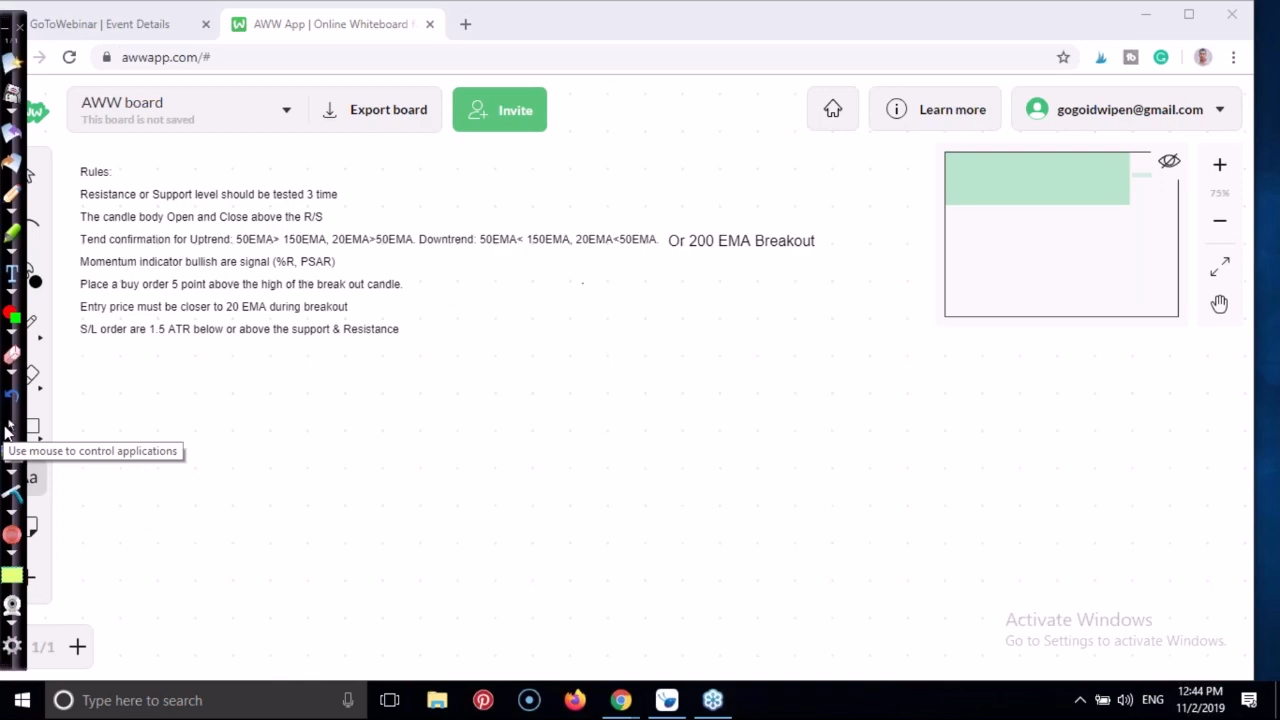 GoToWebinar | Event Details
AWW App | Online Whiteboard
awwapp.com/#
1/1
AWW board
This board is not saved
Export board
Invite
Learn more
gogoidwipen@gmail.com
Rules:
Resistance or Support level should be tested 3 time
The candle body Open and Close above the R/S
Tend confirmation for Uptrend: 50EMA> 150EMA, 20EMA>50EMA. Downtrend: 50EMA< 150EMA, 20EMA<50EMA. Or 200 EMA Breakout
Momentum indicator bullish are signal (%R, PSAR)
Place a buy order 5 point above the high of the break out candle.
Entry price must be closer to 20 EMA during breakout
S/L order are 1.5 ATR below or above the support & Resistance
75%
Use mouse to control applications
1/1
Activate Windows
Go to Settings to activate Windows.
Type here to search
ENG
12:44 PM
11/2/2019